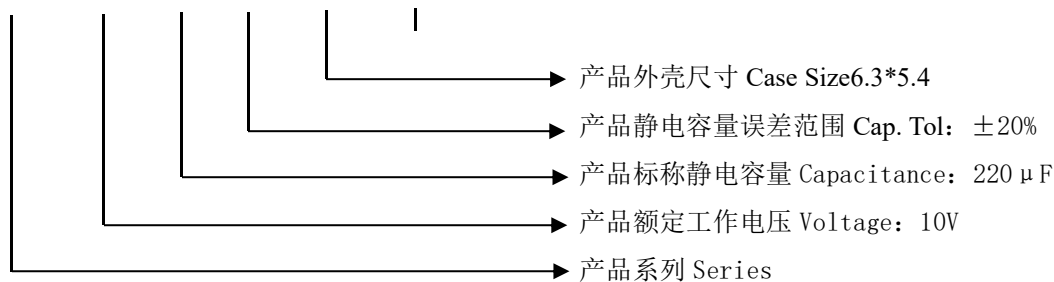 产品外壳尺寸 Case Size6.3*5.4
产品静电容量误差范围 Cap. Tol：±20%
产品标称静电容量 Capacitance：220μF
产品额定工作电压 Voltage：10V
产品系列 Series